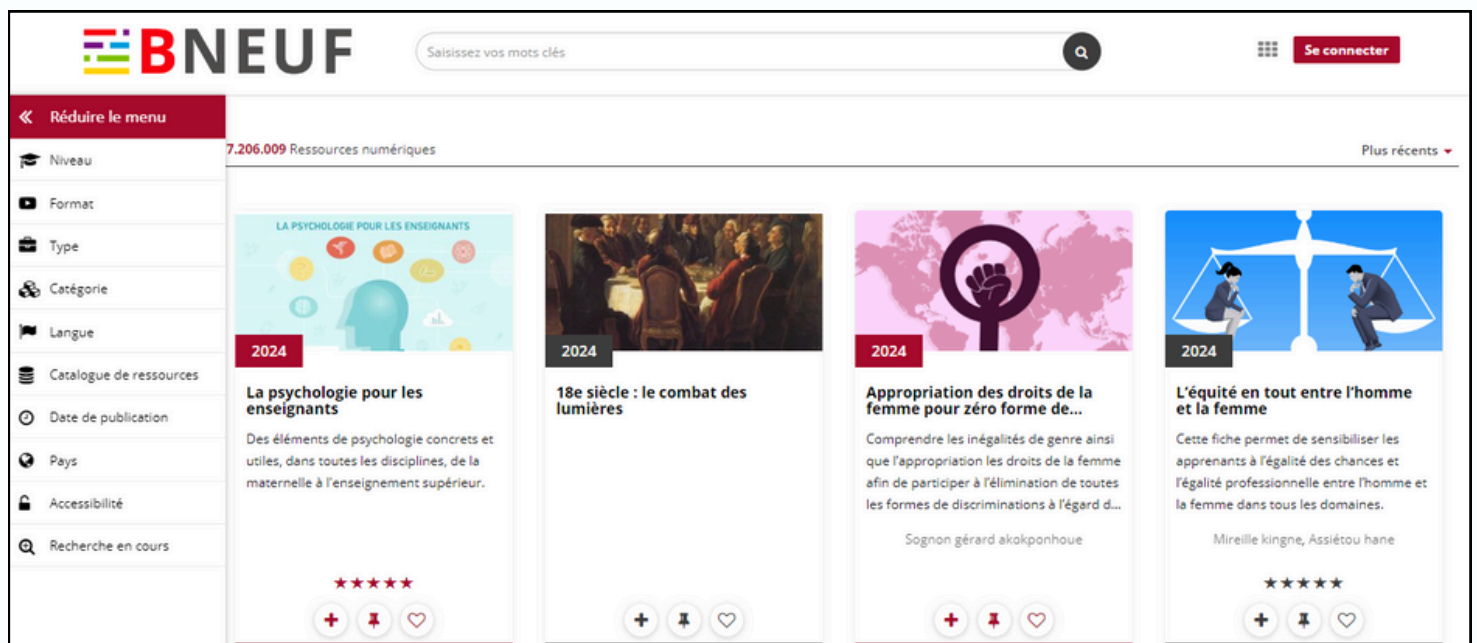 BNEUF
Saisissez vos mots clés
Se connecter
Réduire le menu
Niveau
Format
Type
Catégorie
Langue
Catalogue de ressources
Date de publication
Pays
Accessibilité
Recherche en cours
7.206.009 Ressources numériques
Plus récents
LA PSYCHOLOGIE POUR LES ENSEIGNANTS
2024
La psychologie pour les
enseignants
Des éléments de psychologie concrets et
utiles, dans toutes les disciplines, de la
maternelle à l'enseignement supérieur.
2024
18e siècle : le combat des
lumières
2024
Appropriation des droits de la
femme pour zéro forme de...
Comprendre les inégalités de genre ainsi
que l'appropriation les droits de la femme
afin de participer à l'élimination de toutes
les formes de discriminations à l'égard d...
Sognon gérard akokponhoue
2024
L'équité en tout entre l'homme
et la femme
Cette fiche permet de sensibiliser les
apprenants à l'égalité des chances et
l'égalité professionnelle entre l'homme et
la femme dans tous les domaines.
Mireille kingne, Assiétou hane